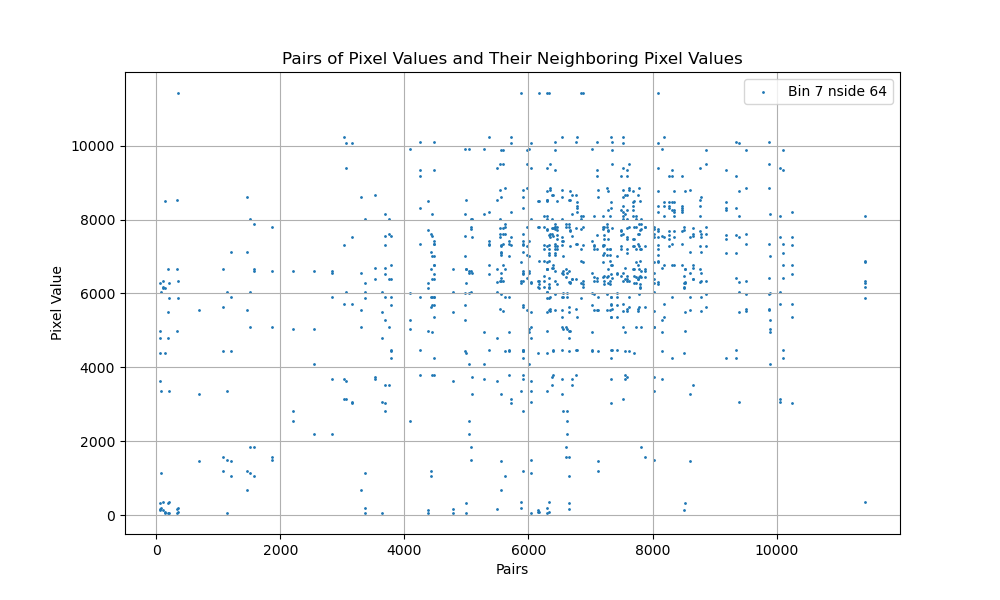 Pairs of Pixel Values and Their Neighboring Pixel Values
Bin 7 nside 64
Pixel Value
10000
8000
6000
4000
2000
0
0 2000 4000 6000 8000 10000
Pairs